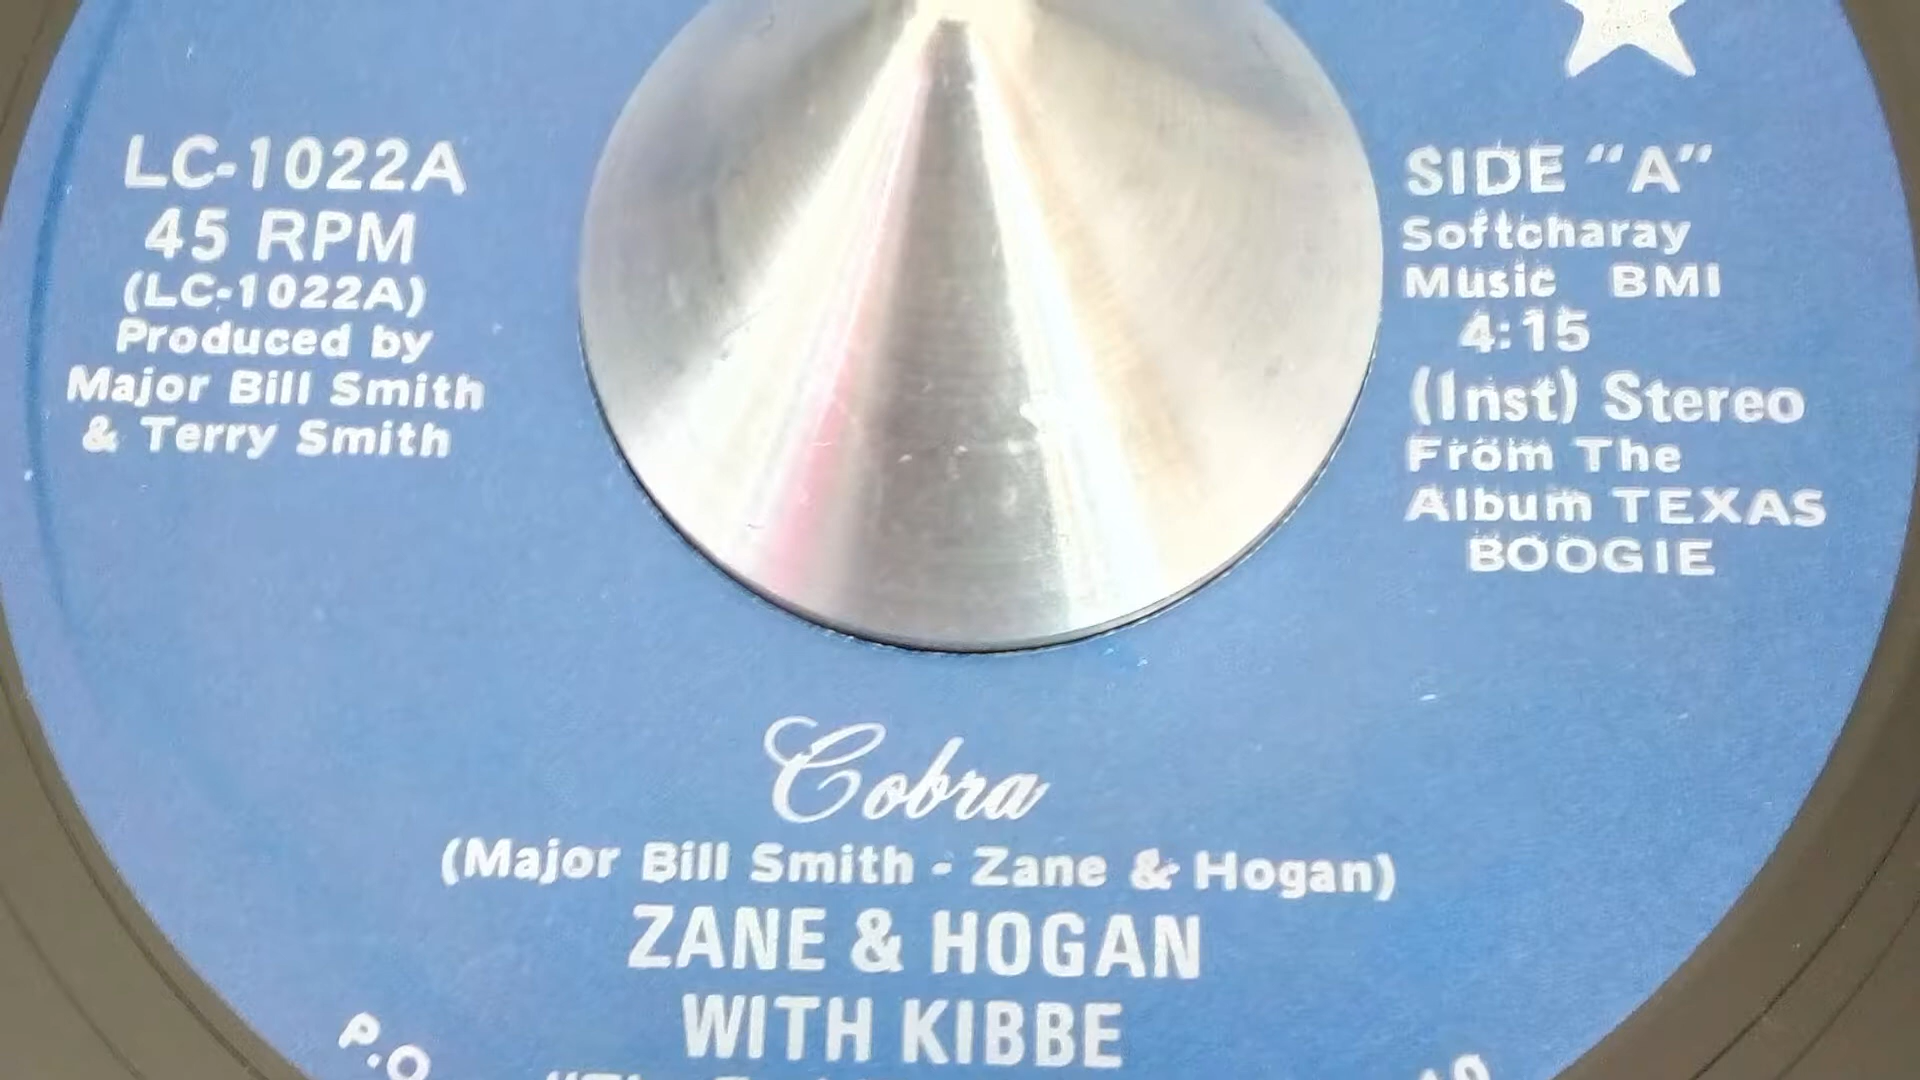 LC-1022A
45 RPM
(LC-1022A)
Produced by
Major Bill Smith
& Terry Smith
SIDE "A"
Softcharay
Music BMI
4:15
(Inst) Stereo
From The
Album TEXAS
BOOGIE
Cobra
(Major Bill Smith - Zane & Hogan)
ZANE & HOGAN
WITH KIBBE
P.O